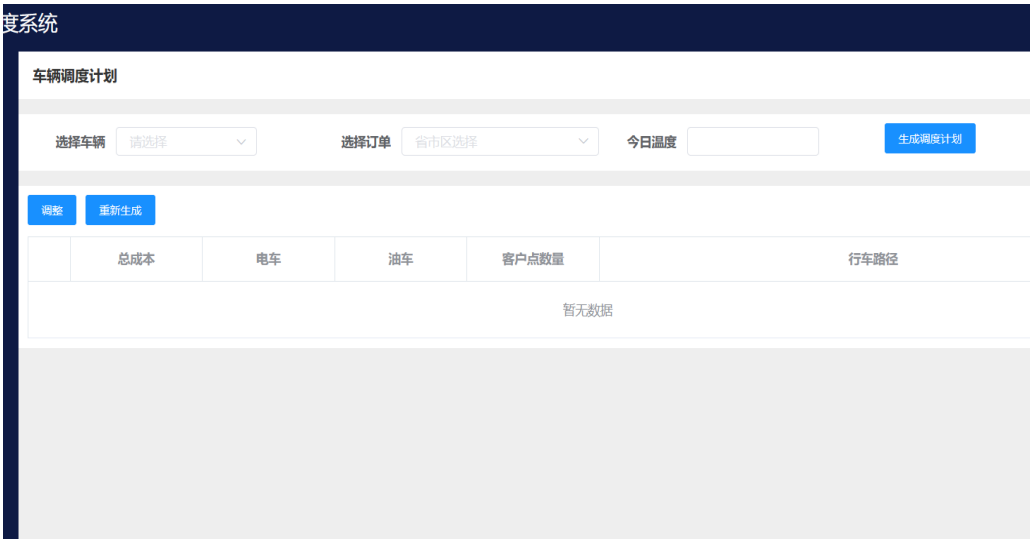 度系统
车辆调度计划
选择车辆 请选择 选择订单 省市区选择 今日温度 生成调度计划
调整 重新生成
总成本 电车 油车 客户点数量 行车路径
暂无数据